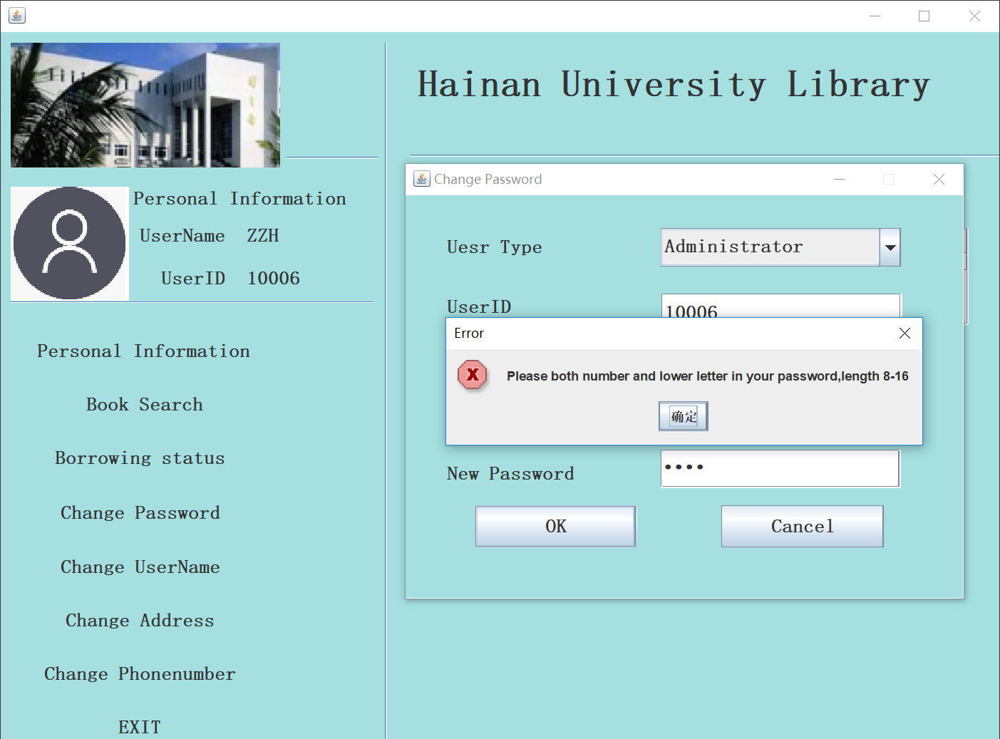 Hainan University Library
Personal Information
UserName ZZH
UserID 10006
Personal Information
Book Search
Borrowing status
Change Password
Change UserName
Change Address
Change Phonenumber
EXIT
Change Password
Uesr Type Administrator
UserID 10006
Error
Please both number and lower letter in your password,length 8-16
确定
New Password ••••
OK Cancel